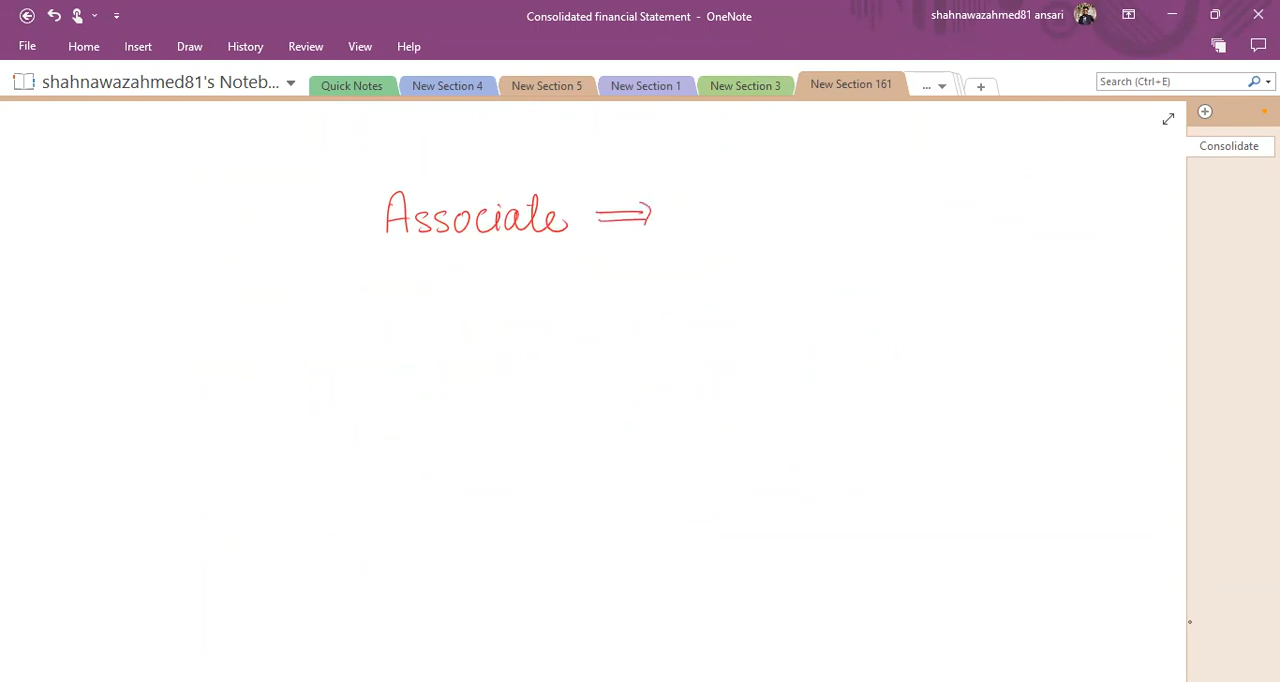 Consolidated financial Statement - OneNote
shahnawazahmed81 ansari
File Home Insert Draw History Review View Help
shahnawazahmed81's Noteb... Quick Notes New Section 4 New Section 5 New Section 1 New Section 3 New Section 161 ... + Search (Ctrl+E)
Consolidate
Associate ⇒